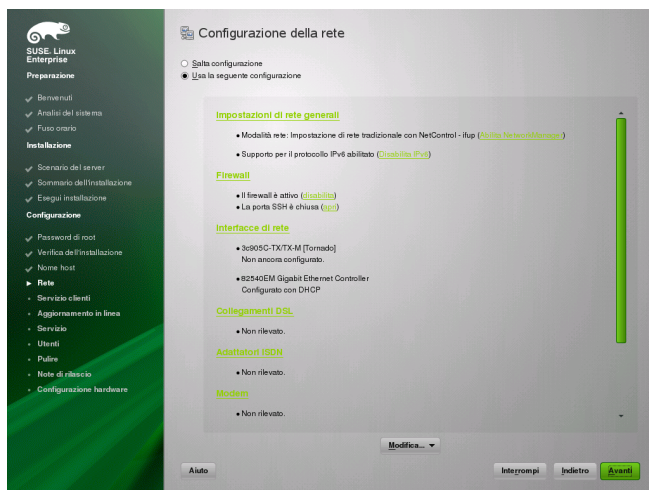 SUSE. Linux
Enterprise
Preparazione
Benvenuti
Analisi del sistema
Fuso orario
Installazione
Scenario del server
Sommario dell'installazione
Esegui installazione
Configurazione
Password di root
Verifica dell'installazione
Nome host
Rete
Servizio clienti
Aggiornamento in linea
Servizio
Utenti
Pulire
Note di rilascio
Configurazione hardware
Configurazione della rete
Salta configurazione
Usa la seguente configurazione
Impostazioni di rete generali
• Modalità rete: Impostazione di rete tradizionale con NetControl - ifup (Abilita NetworkManager)
• Supporto per il protocollo IPv6 abilitato (Disabilita IPv6)
Firewall
• Il firewall è attivo (disabilita)
• La porta SSH è chiusa (apri)
Interfacce di rete
• 3c905C-TX/TX-M [Tornado]
Non ancora configurato.
• 82540EM Gigabit Ethernet Controller
Configurato con DHCP
Collegamenti DSL
• Non rilevato.
Adattatori ISDN
• Non rilevato.
Modem
• Non rilevato.
Modifica...
Aiuto
Interrompi
Indietro
Avanti